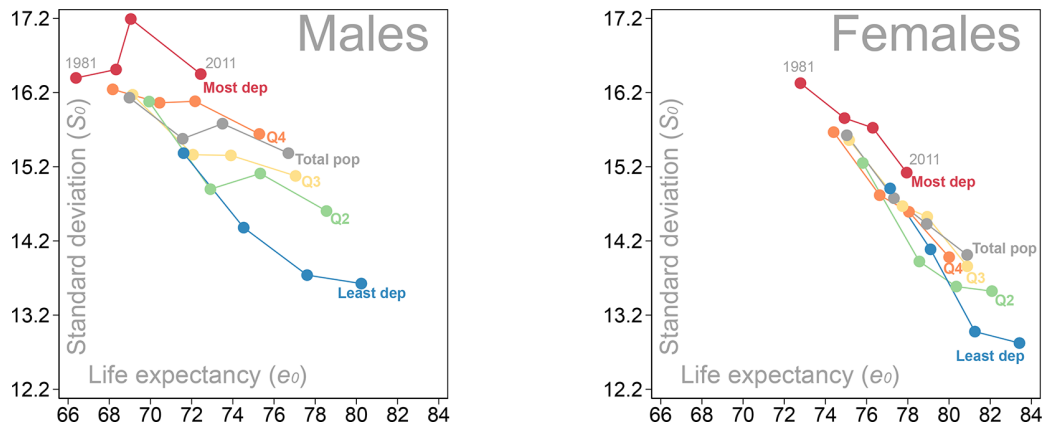 Males
17.2
16.2
15.2
14.2
13.2
12.2
Standard deviation (S0)
1981
2011
Most dep
Q4
Total pop
Q3
Q2
Least dep
Life expectancy (e0)
66 68 70 72 74 76 78 80 82 84
Females
17.2
16.2
15.2
14.2
13.2
12.2
Standard deviation (S0)
1981
2011
Most dep
Total pop
Q4
Q3
Q2
Least dep
Life expectancy (e0)
66 68 70 72 74 76 78 80 82 84